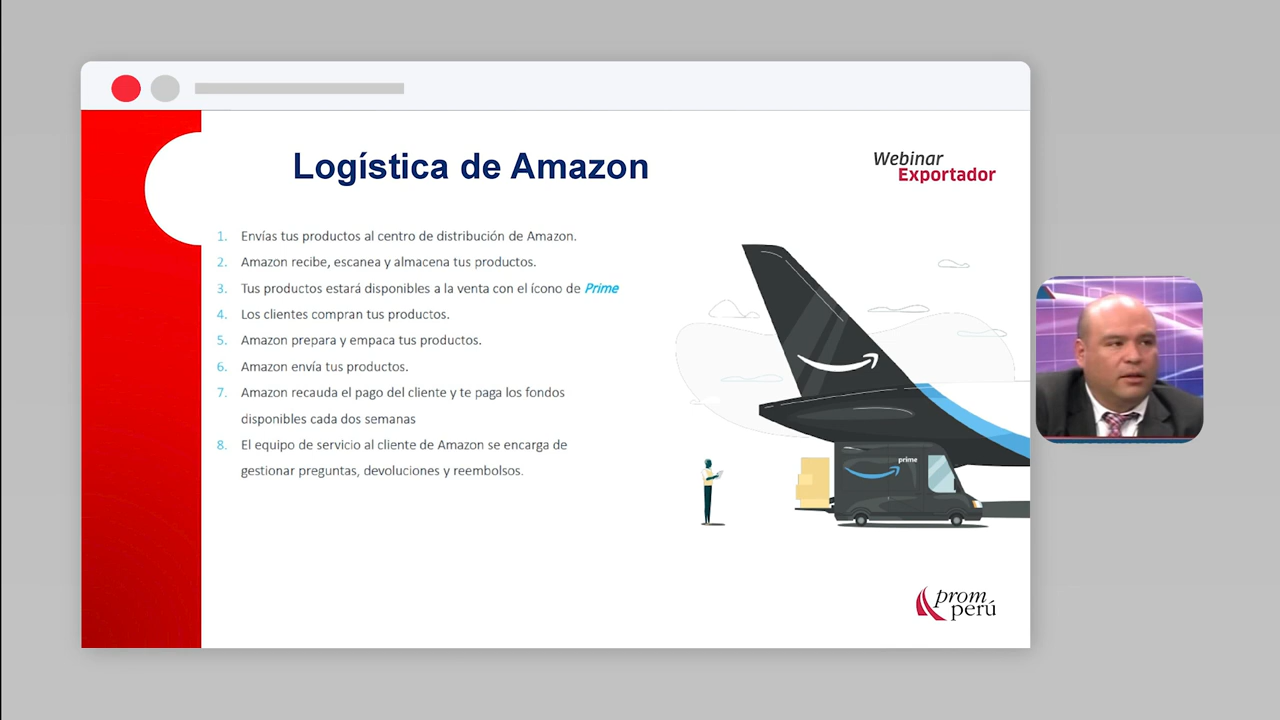 Logística de Amazon
Webinar
Exportador
1. Envías tus productos al centro de distribución de Amazon.
2. Amazon recibe, escanea y almacena tus productos.
3. Tus productos estará disponibles a la venta con el ícono de Prime
4. Los clientes compran tus productos.
5. Amazon prepara y empaca tus productos.
6. Amazon envía tus productos.
7. Amazon recauda el pago del cliente y te paga los fondos
disponibles cada dos semanas
8. El equipo de servicio al cliente de Amazon se encarga de
gestionar preguntas, devoluciones y reembolsos.
prime
prom
perú